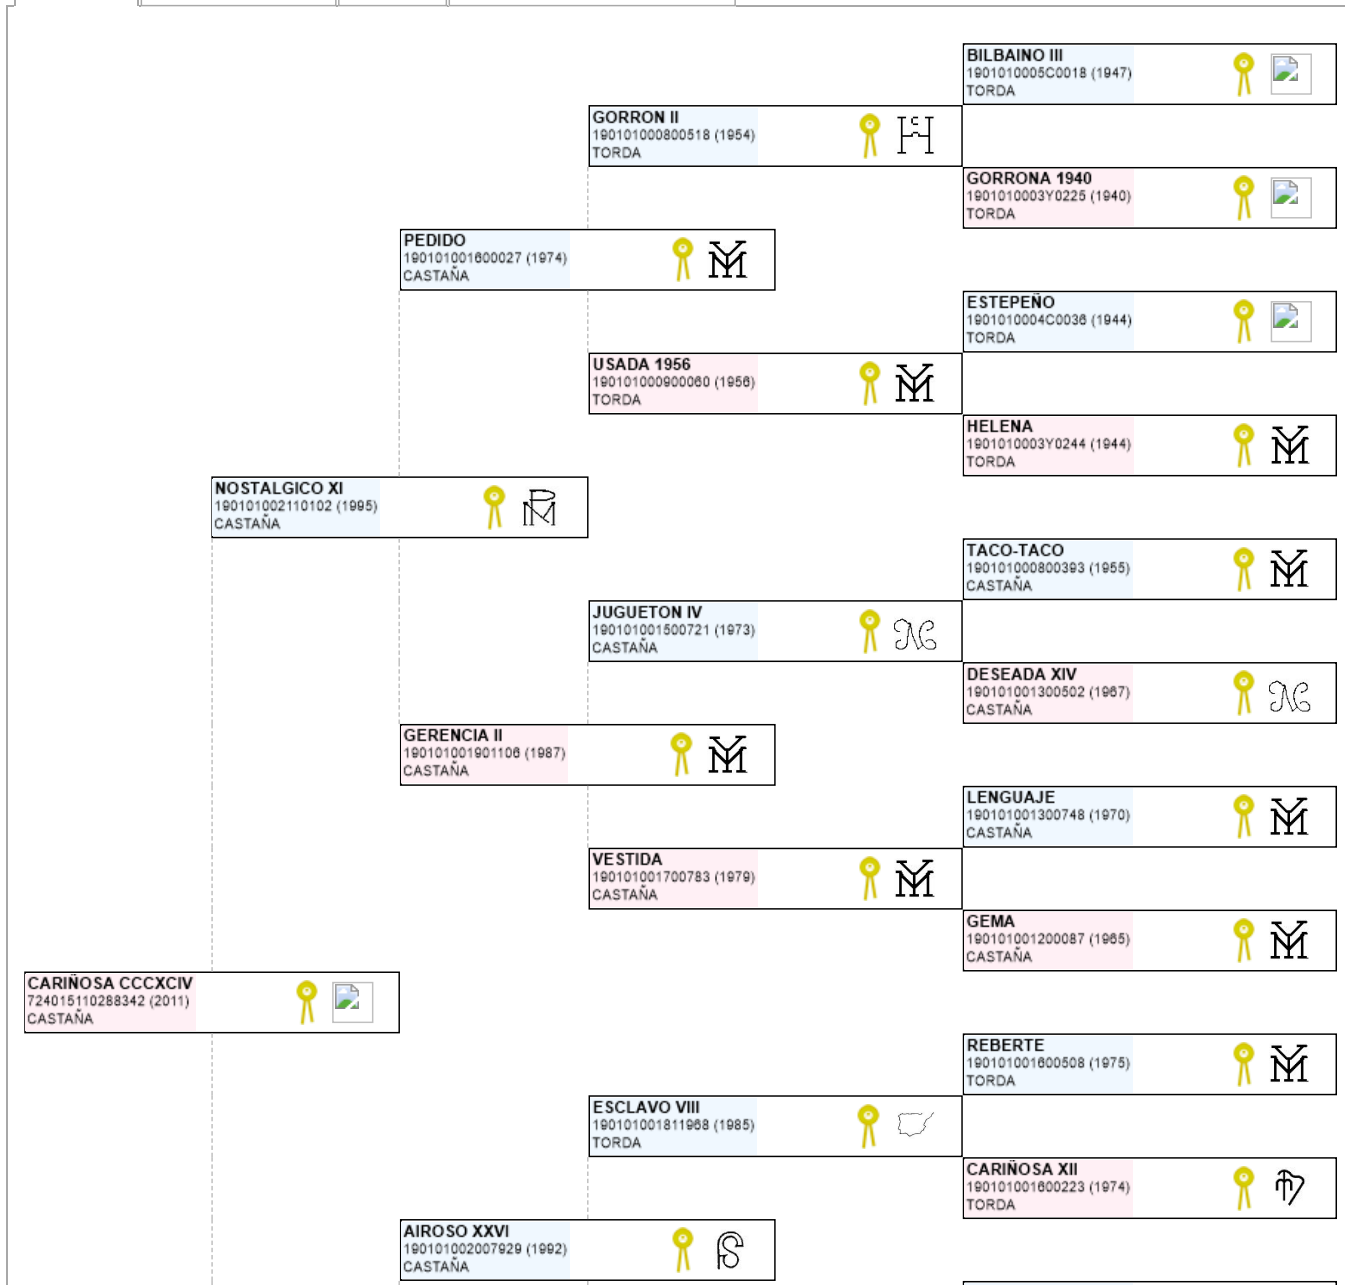 BILBAINO III
1901010005C0018 (1947)
TORDA
GORRON II
190101000800518 (1954)
TORDA
GORRONA 1940
1901010003Y0225 (1940)
TORDA
PEDIDO
190101001600027 (1974)
CASTAÑA
ESTEPEÑO
1901010004C0036 (1944)
TORDA
USADA 1956
190101000900060 (1956)
TORDA
HELENA
1901010003Y0244 (1944)
TORDA
NOSTALGICO XI
190101002110102 (1995)
CASTAÑA
TACO-TACO
190101000800393 (1955)
CASTAÑA
JUGUETON IV
190101001500721 (1973)
CASTAÑA
DESEADA XIV
190101001300502 (1967)
CASTAÑA
GERENCIA II
190101001901106 (1987)
CASTAÑA
LENGUAJE
190101001300748 (1970)
CASTAÑA
VESTIDA
190101001700783 (1979)
CASTAÑA
GEMA
190101001200087 (1965)
CASTAÑA
CARIÑOSA CCCXCIV
724015110288342 (2011)
CASTAÑA
REBERTE
190101001600508 (1975)
TORDA
ESCLAVO VIII
190101001811968 (1985)
TORDA
CARIÑOSA XII
190101001600223 (1974)
TORDA
AIROSO XXVI
190101002007929 (1992)
CASTAÑA